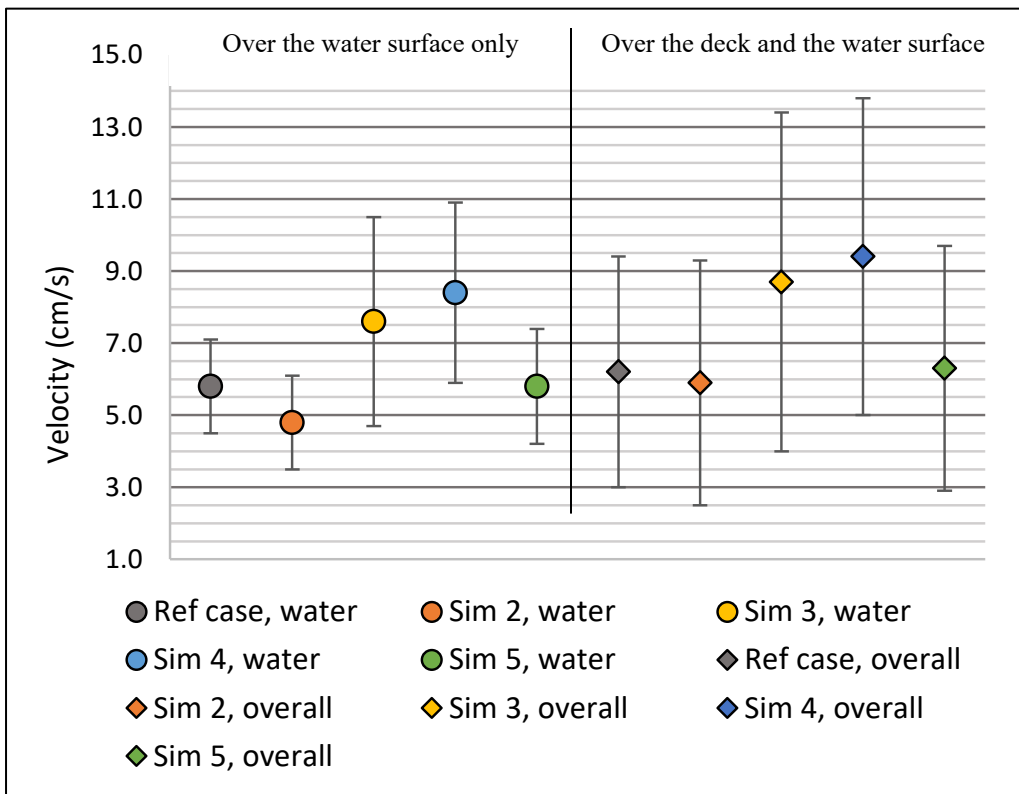 Over the water surface only
Over the deck and the water surface
15.0
13.0
11.0
9.0
7.0
5.0
3.0
1.0
Velocity (cm/s)
Ref case, water
Sim 2, water
Sim 3, water
Sim 4, water
Sim 5, water
Ref case, overall
Sim 2, overall
Sim 3, overall
Sim 4, overall
Sim 5, overall